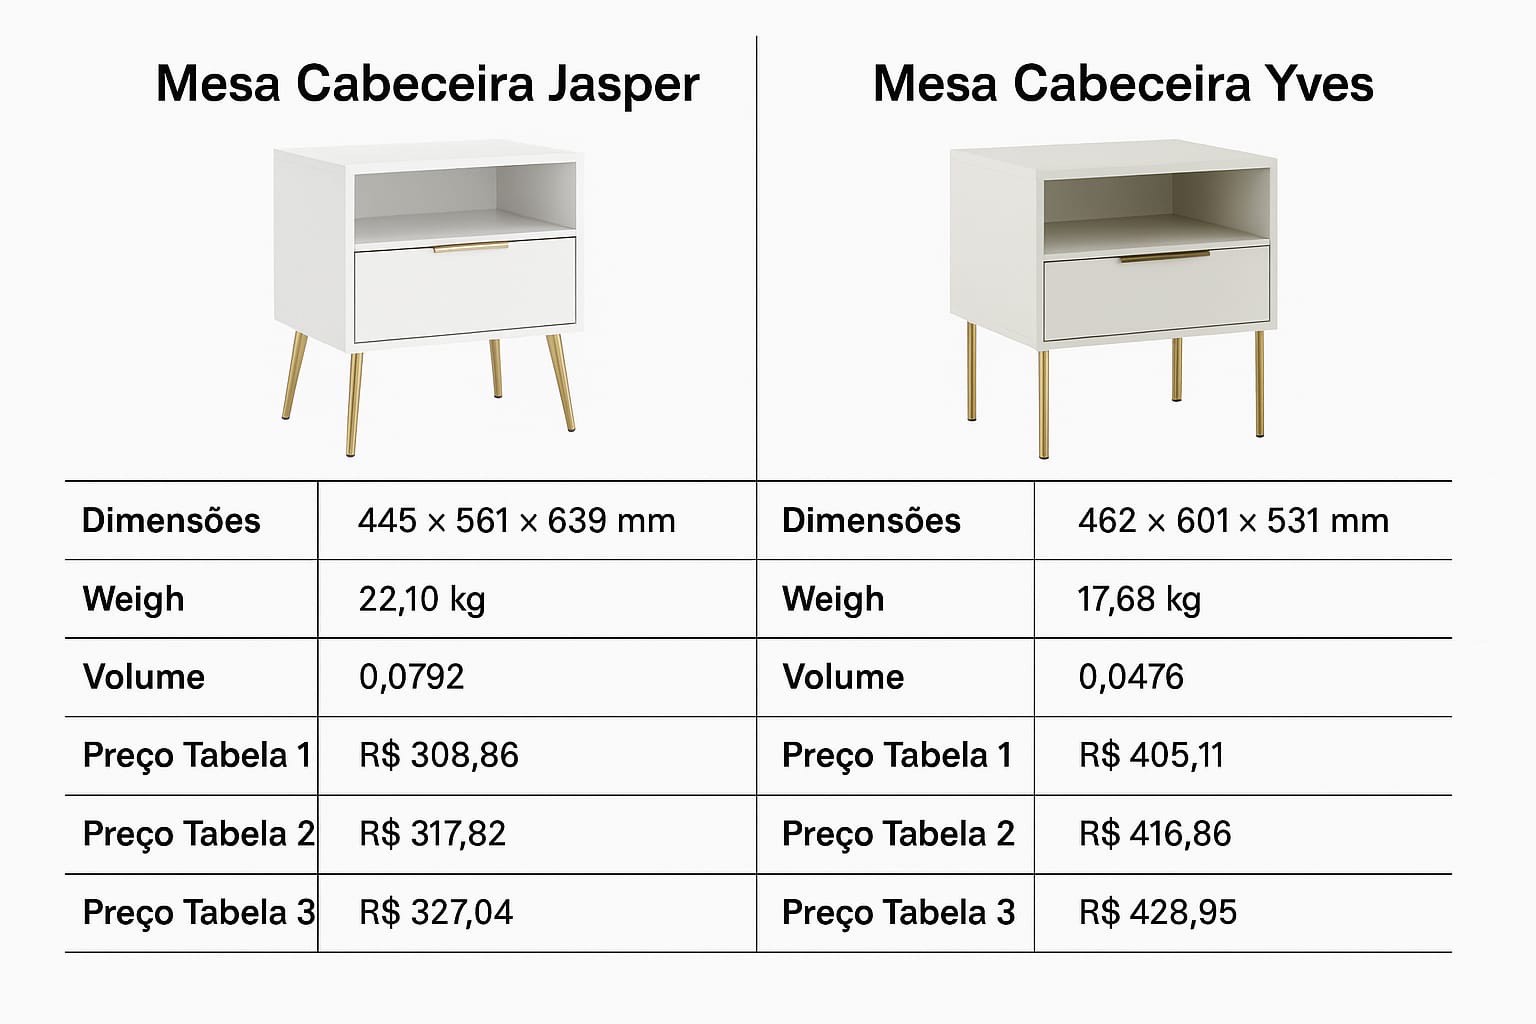 Mesa Cabeceira Jasper
Dimensões 445 × 561 × 639 mm
Weigh 22,10 kg
Volume 0,0792
Preço Tabela 1 R$ 308,86
Preço Tabela 2 R$ 317,82
Preço Tabela 3 R$ 327,04
Mesa Cabeceira Yves
Dimensões 462 × 601 × 531 mm
Weigh 17,68 kg
Volume 0,0476
Preço Tabela 1 R$ 405,11
Preço Tabela 2 R$ 416,86
Preço Tabela 3 R$ 428,95